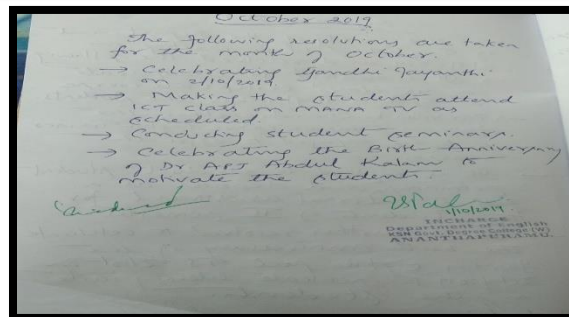 October 2019
The following resolutions are taken
for the month of October.
→ Celebrating Gandhi Jayanthi
on 2/10/2019
→ Making the students attend
ICT class on MANA TV as
scheduled.
→ Conducting student seminars.
→ Celebrating the Birth Anniversary
of Dr. APJ Abdul Kalam to
motivate the students.
1/10/2019
INCHARGE
Department of English
KSN Govt. Degree College (W)
ANANTHAPURAMU.